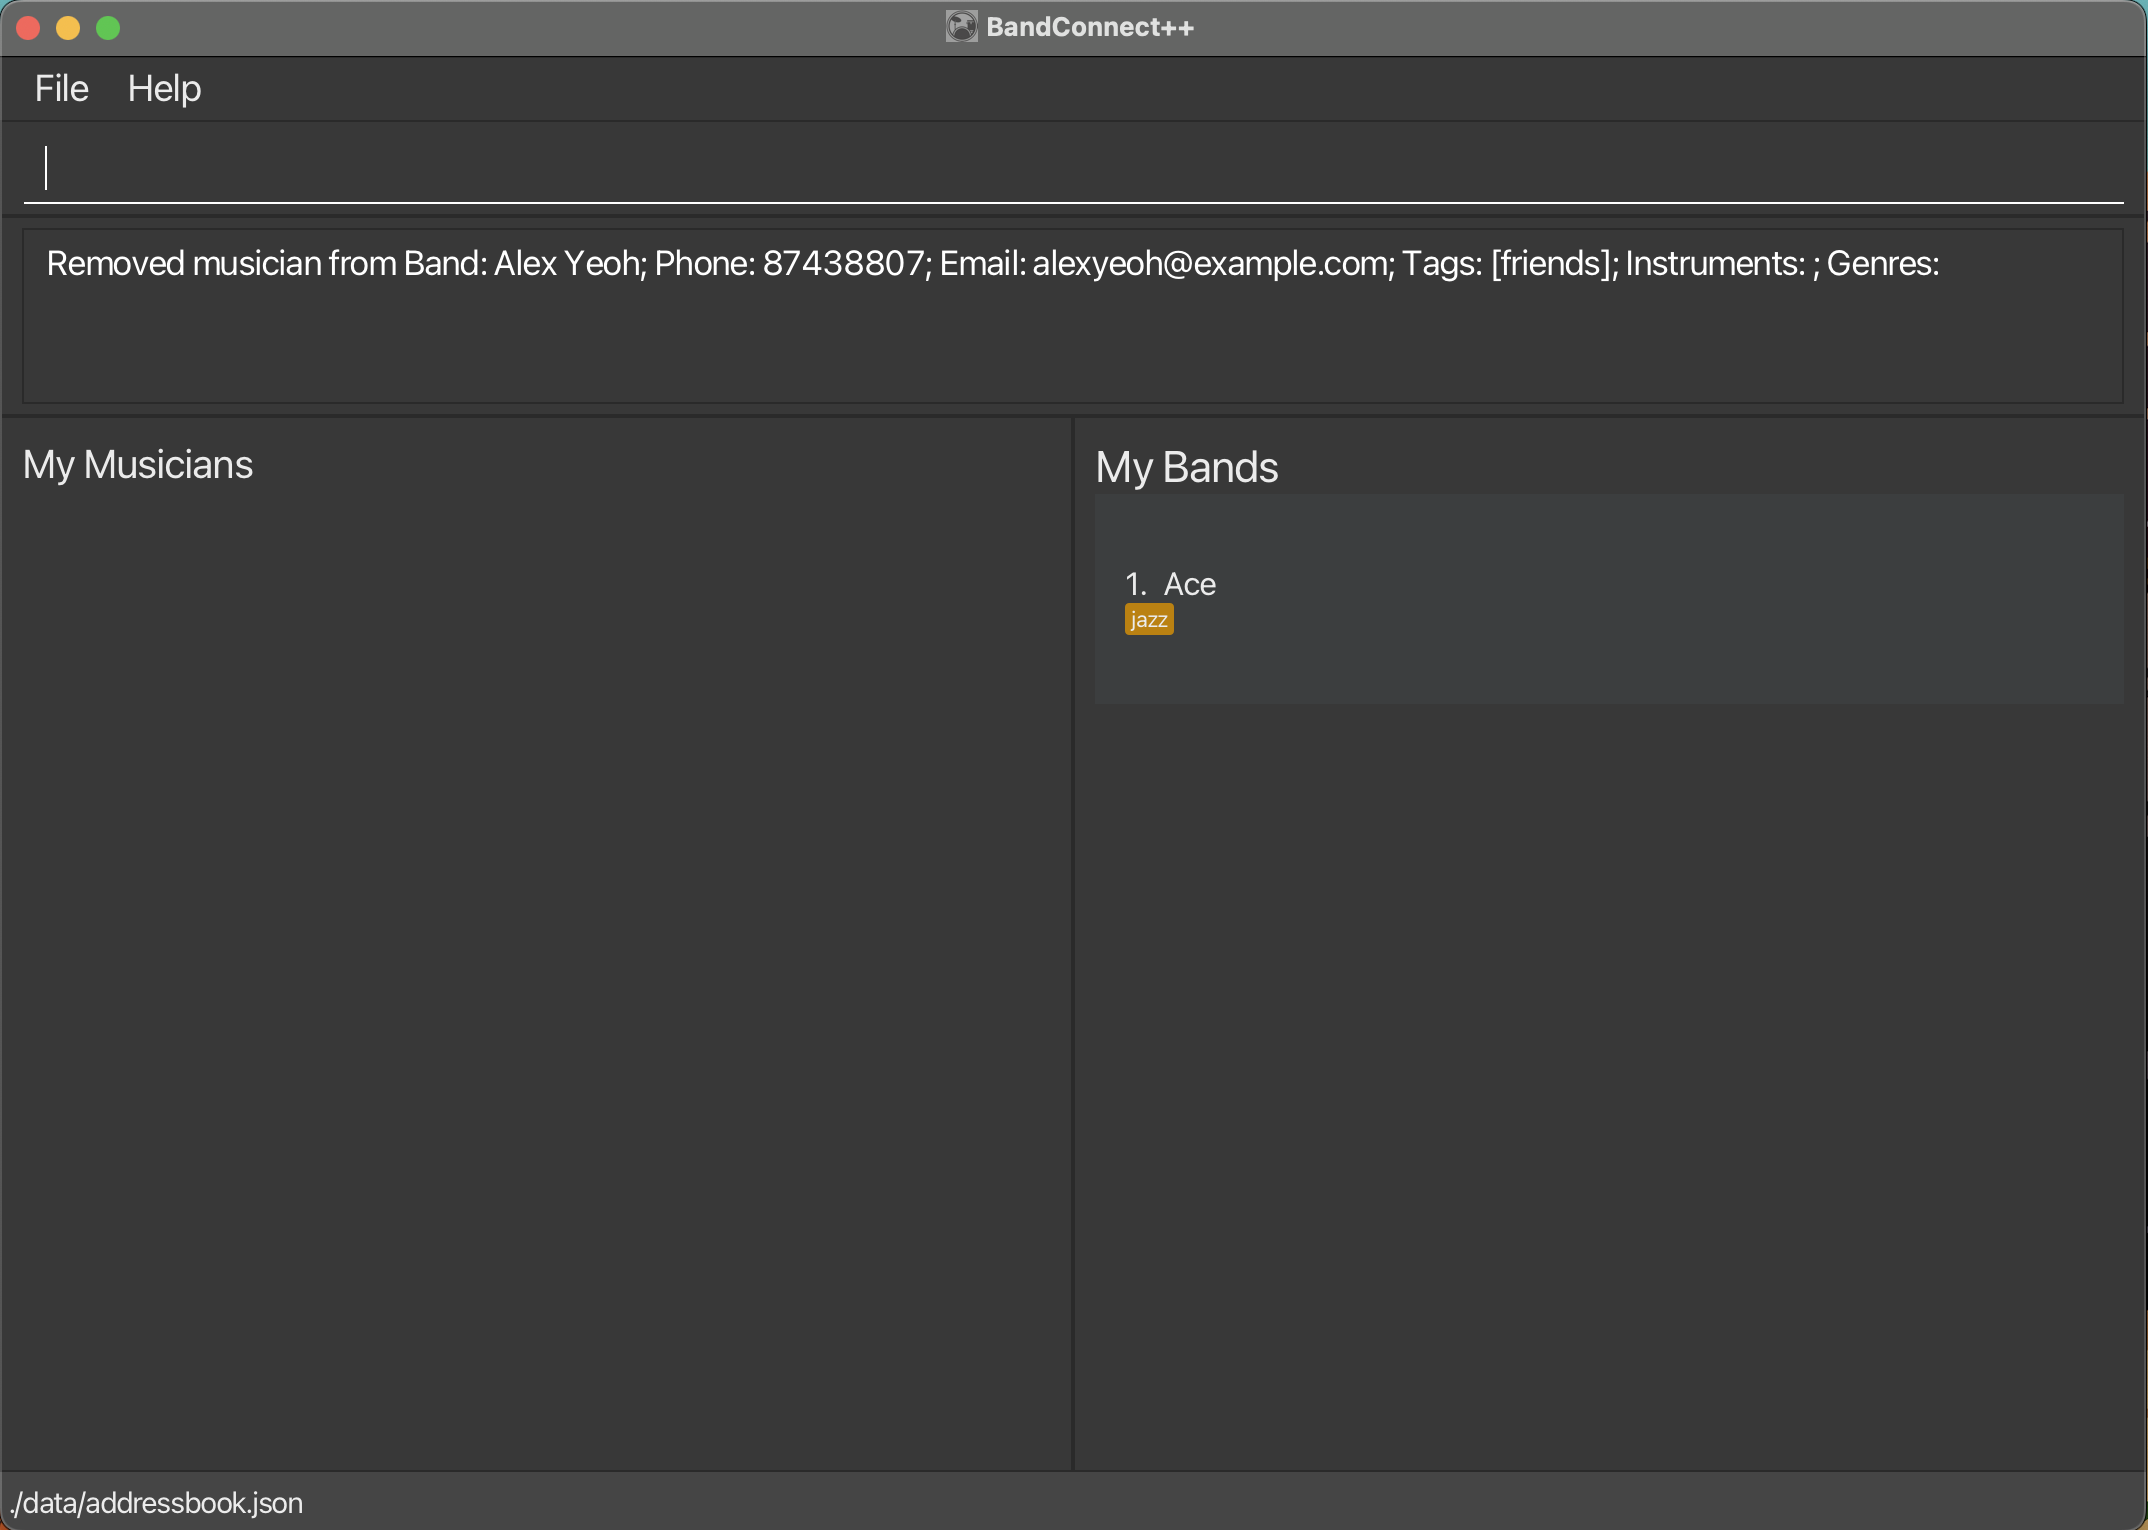 BandConnect++
File Help
Removed musician from Band: Alex Yeoh; Phone: 87438807; Email: alexyeoh@example.com; Tags: [friends]; Instruments: ; Genres:
My Musicians
My Bands
1. Ace
jazz
./data/addressbook.json